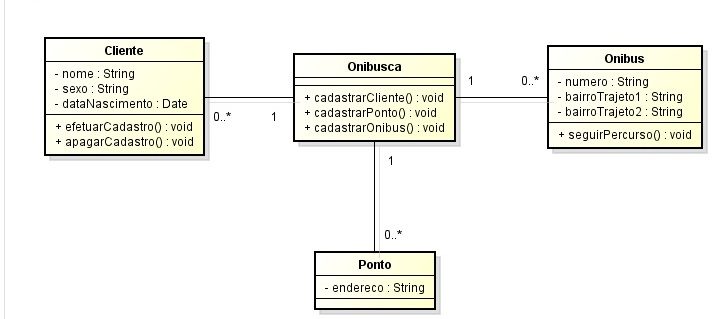 Cliente
- nome : String
- sexo : String
- dataNascimento : Date
+ efetuarCadastro() : void
+ apagarCadastro() : void
0..*
1
Onibusca
+ cadastrarCliente() : void
+ cadastrarPonto() : void
+ cadastrarOnibus() : void
1
0..*
Onibus
- numero : String
- bairroTrajeto1 : String
- bairroTrajeto2 : String
+ seguirPercurso() : void
1
0..*
Ponto
- endereco : String